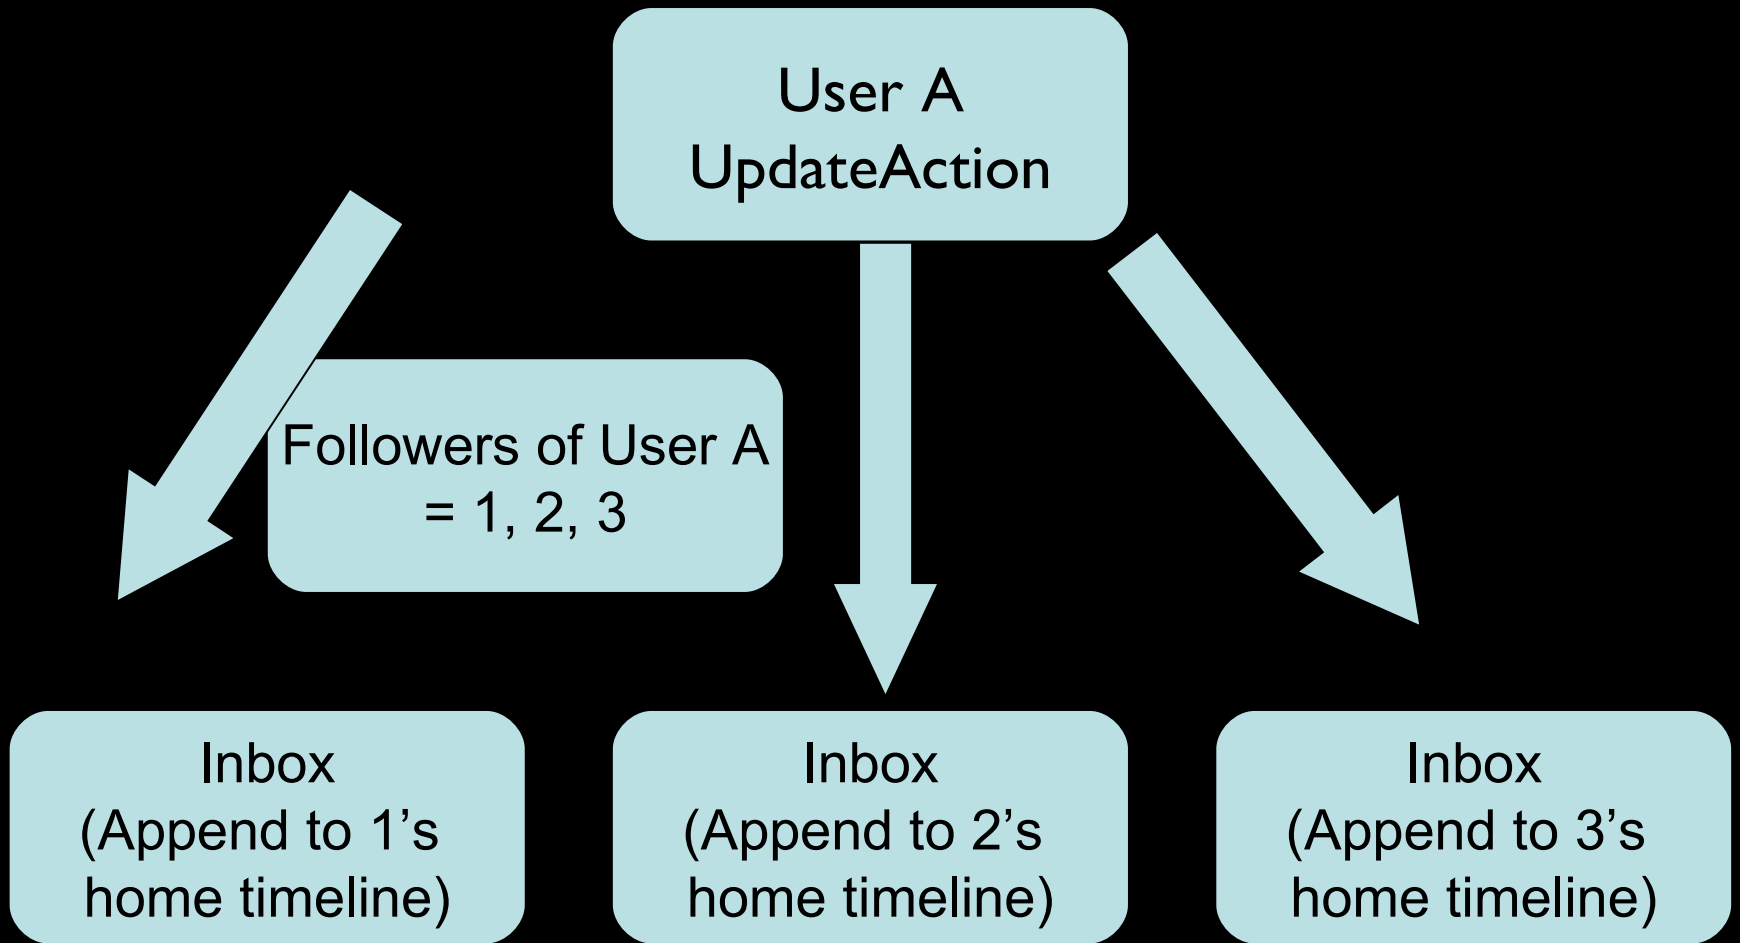 User A
UpdateAction
Followers of User A
= 1, 2, 3
Inbox
(Append to 1’s
home timeline)
Inbox
(Append to 2’s
home timeline)
Inbox
(Append to 3’s
home timeline)